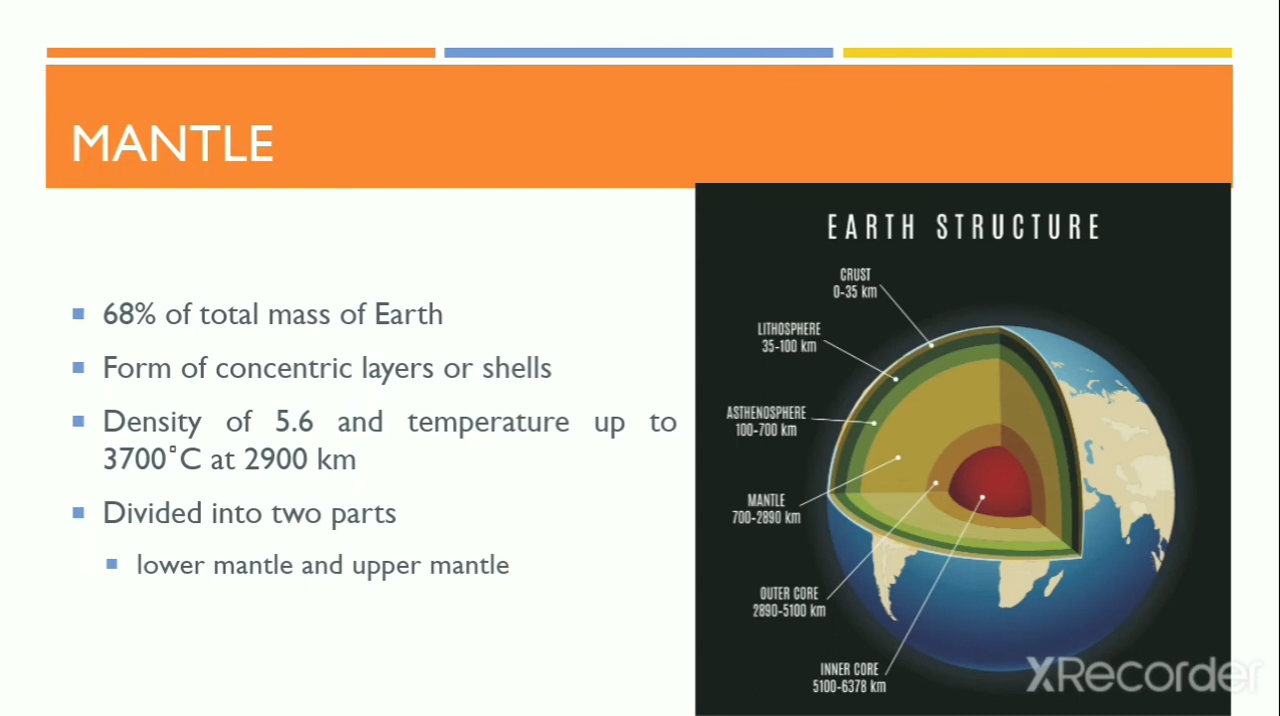 MANTLE
68% of total mass of Earth
Form of concentric layers or shells
Density of 5.6 and temperature up to
3700°C at 2900 km
Divided into two parts
lower mantle and upper mantle
EARTH STRUCTURE
CRUST
0-35 km
LITHOSPHERE
35-100 km
ASTHENOSPHERE
100-700 km
MANTLE
700-2890 km
OUTER CORE
2890-5100 km
INNER CORE
5100-6378 km
XRecorder